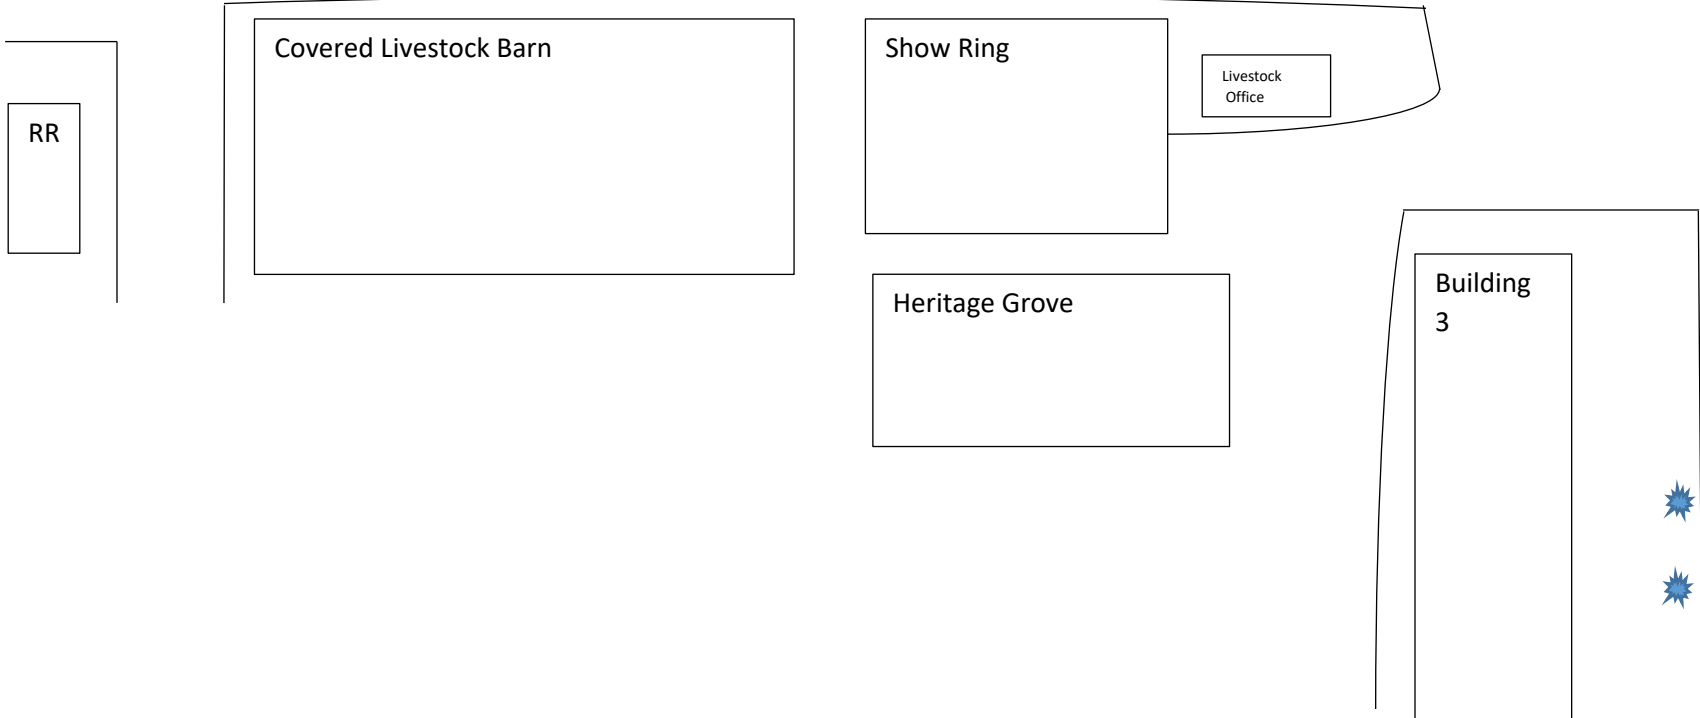 Covered Livestock Barn
Show Ring
Livestock
Office
RR
Building
3
Heritage Grove